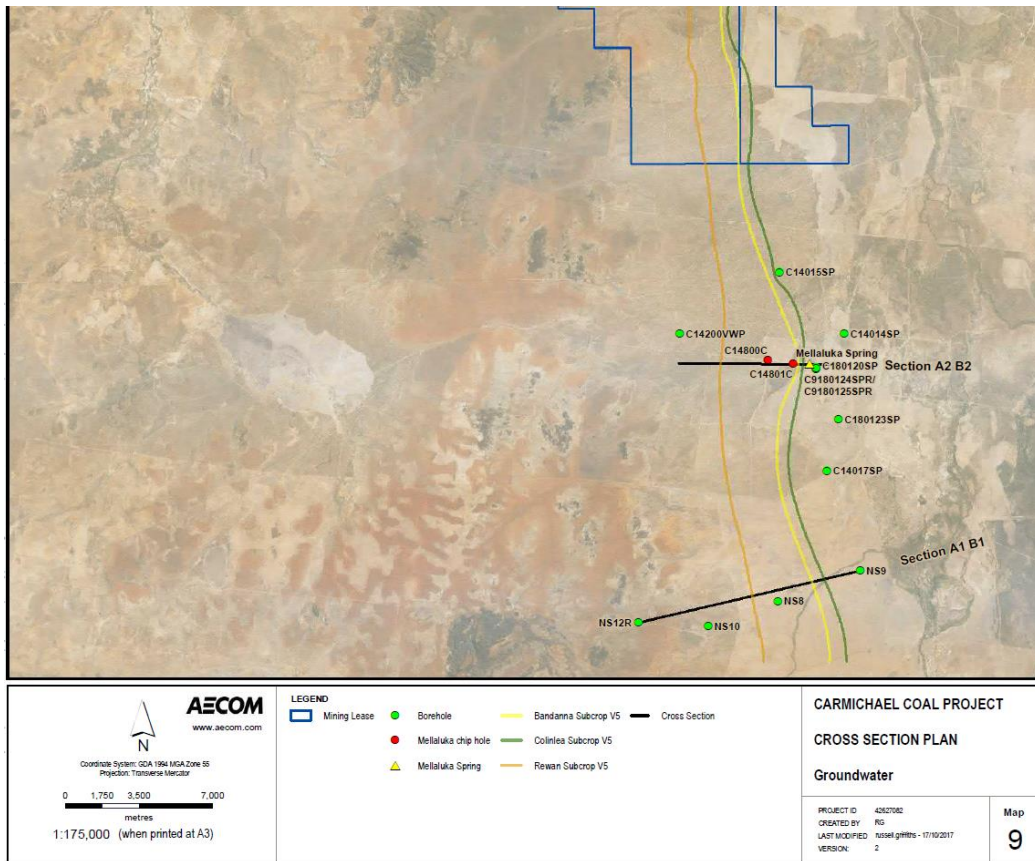 C14015SP
C14200VWP
C14014SP
C14800C
Mellaluka Spring
C180120SP
Section A2 B2
C14801C
C9180124SPR/
C9180125SPR
C180123SP
C14017SP
Section A1 B1
NS9
NS8
NS12R
NS10
AECOM
www.aecom.com
N
Coordinate System: GDA 1994 MGA Zone 55
Projection: Transverse Mercator
0 1,750 3,500 7,000
metres
1:175,000 (when printed at A3)
LEGEND
Mining Lease
Borehole
Mellaluka chip hole
Mellaluka Spring
Bandanna Subcrop V5
Colinlea Subcrop V5
Rewan Subcrop V5
Cross Section
CARMICHAEL COAL PROJECT
CROSS SECTION PLAN
Groundwater
PROJECT ID 42627082
CREATED BY RG
LAST MODIFIED russell.griffiths - 17/10/2017
VERSION: 2
Map
9